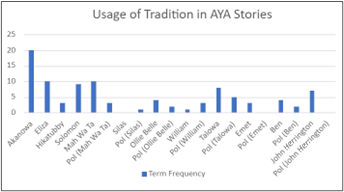 Usage of Tradition in AYA Stories
25
20
15
10
5
0
Akanowa
Eliza
Hikatubby
Solomon
Mah Wa Ta
Pol (Mah Wa Ta)
Silas
Pol (Silas)
Ollie Belle
Pol (Ollie Belle)
William
Pol (William)
Talowa
Pol (Talowa)
Emet
Pol (Emet)
Ben
Pol (Ben)
John Herrington
Pol (John Herrington)
Term Frequency